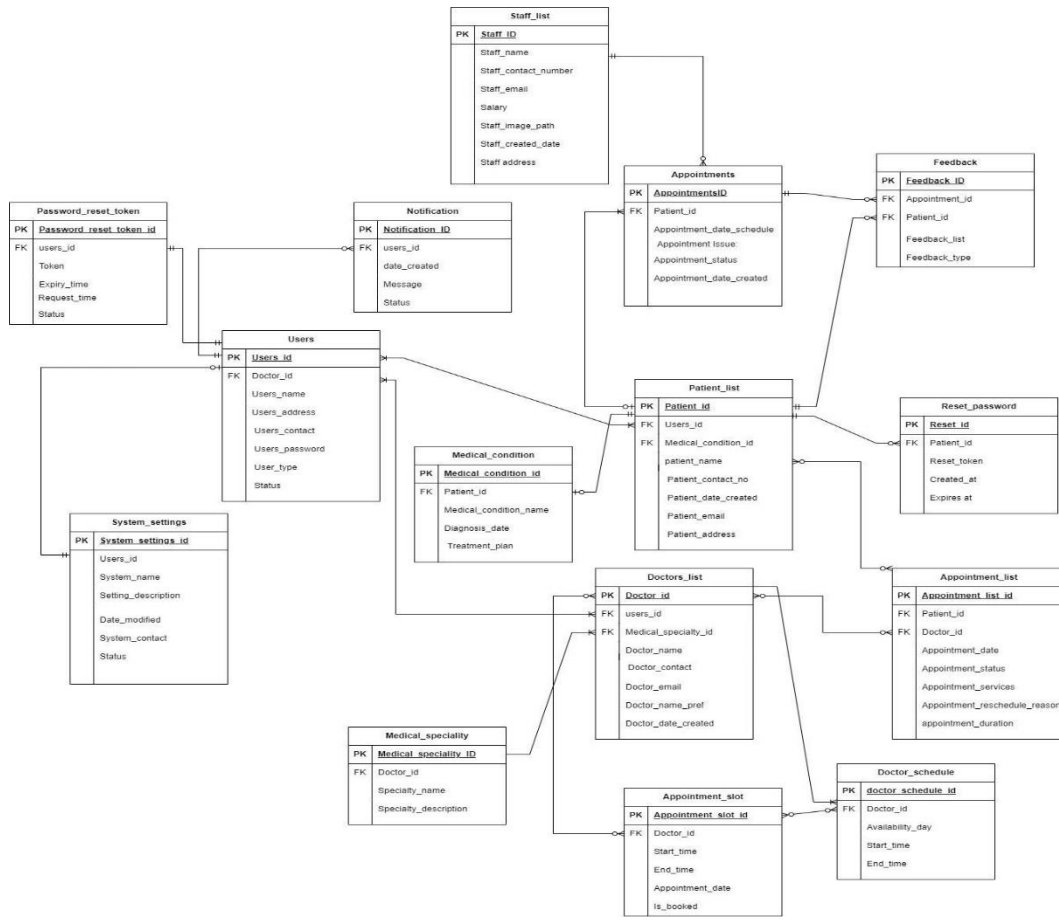 Staff_list
PK Staff_ID
Staff_name
Staff_contact_number
Staff_email
Salary
Staff_image_path
Staff_created_date
Staff address
Appointments
PK AppointmentsID
FK Patient_id
Appointment_date_schedule
Appointment Issue:
Appointment_status
Appointment_date_created
Feedback
PK Feedback_ID
FK Appointment_id
FK Patient_id
Feedback_list
Feedback_type
Password_reset_token
PK Password_reset_token_id
FK users_id
Token
Expiry_time
Request_time
Status
Notification
PK Notification_ID
FK users_id
date_created
Message
Status
Users
PK Users_id
FK Doctor_id
Users_name
Users_address
Users_contact
Users_password
User_type
Status
Patient_list
PK Patient_id
FK Users_id
FK Medical_condition_id
patient_name
Patient_contact_no
Patient_date_created
Patient_email
Patient_address
Reset_password
PK Reset_id
FK Patient_id
Reset_token
Created_at
Expires at
Medical_condition
PK Medical_condition_id
FK Patient_id
Medical_condition_name
Diagnosis_date
Treatment_plan
System_settings
PK System_settings_id
Users_id
System_name
Setting_description
Date_modified
System_contact
Status
Doctors_list
PK Doctor_id
FK users_id
FK Medical_specialty_id
Doctor_name
Doctor_contact
Doctor_email
Doctor_name_pref
Doctor_date_created
Appointment_list
PK Appointment_list_id
FK Patient_id
FK Doctor_id
Appointment_date
Appointment_status
Appointment_services
Appointment_reschedule_reason
appointment_duration
Medical_speciality
PK Medical_speciality_ID
FK Doctor_id
Specialty_name
Specialty_description
Appointment_slot
PK Appointment_slot_id
FK Doctor_id
Start_time
End_time
Appointment_date
Is_booked
Doctor_schedule
PK doctor_schedule_id
FK Doctor_id
Availability_day
Start_time
End_time